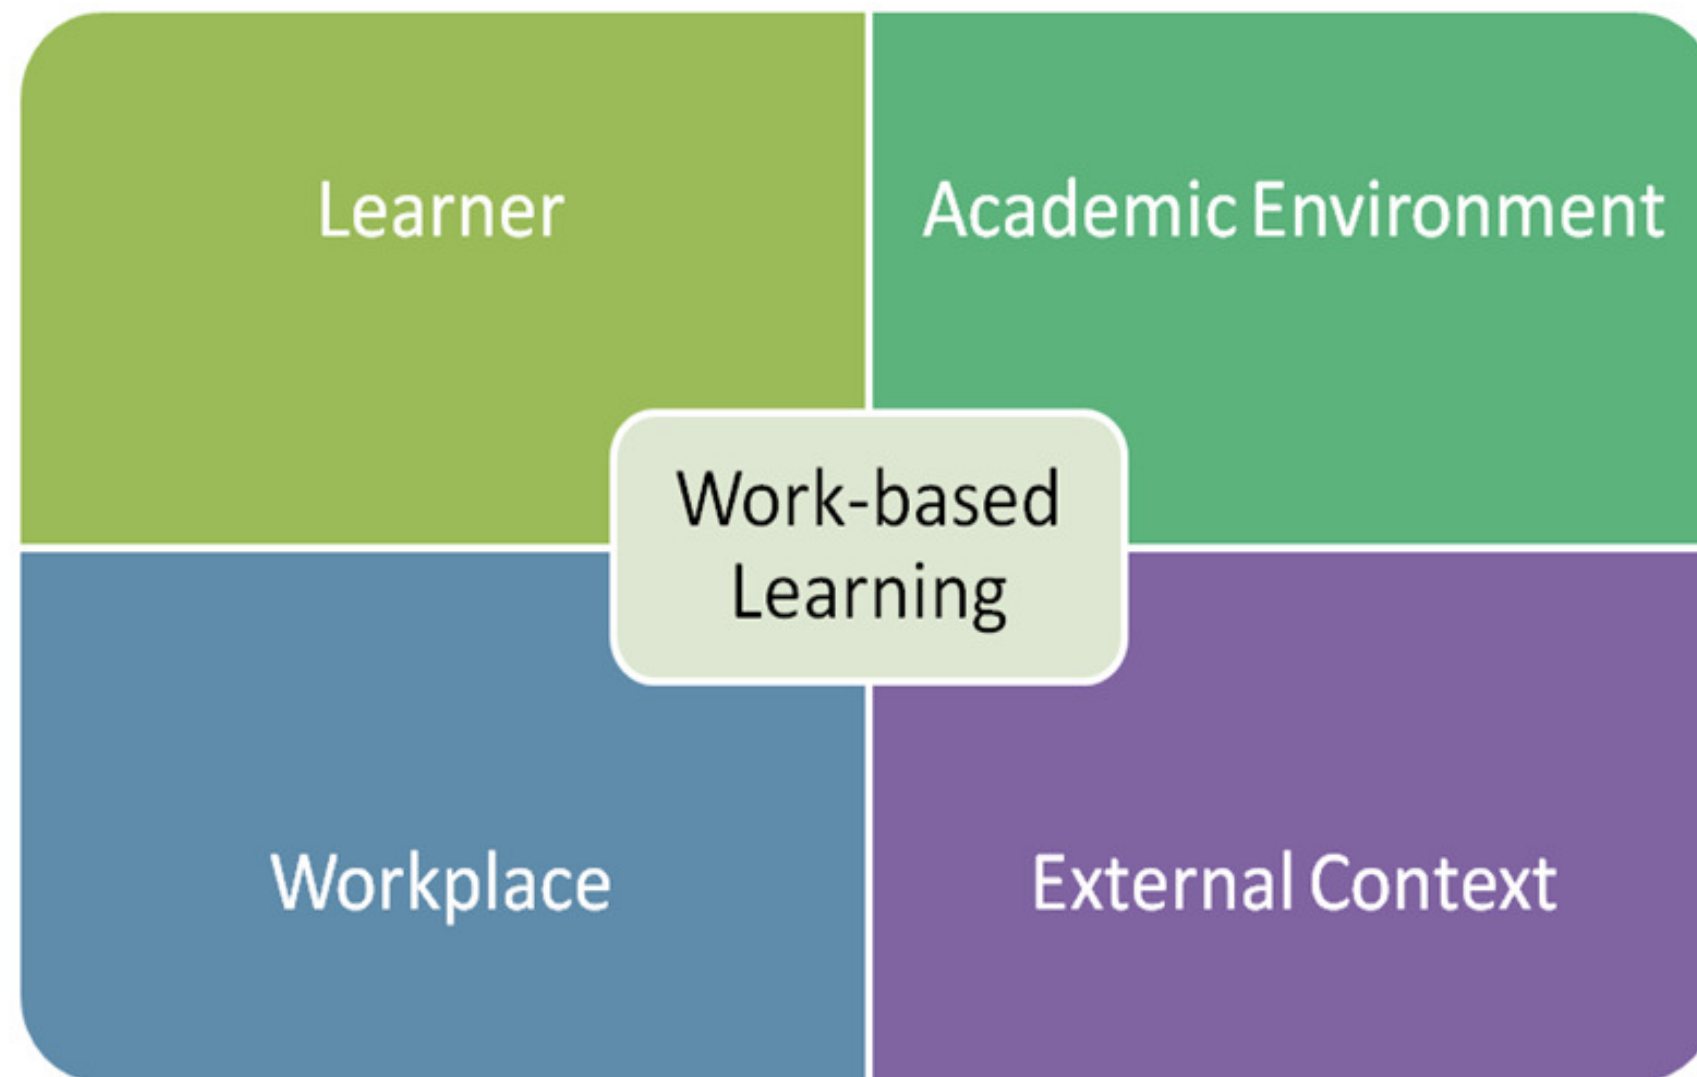 Learner
Academic Environment
Work-based
Learning
Workplace
External Context